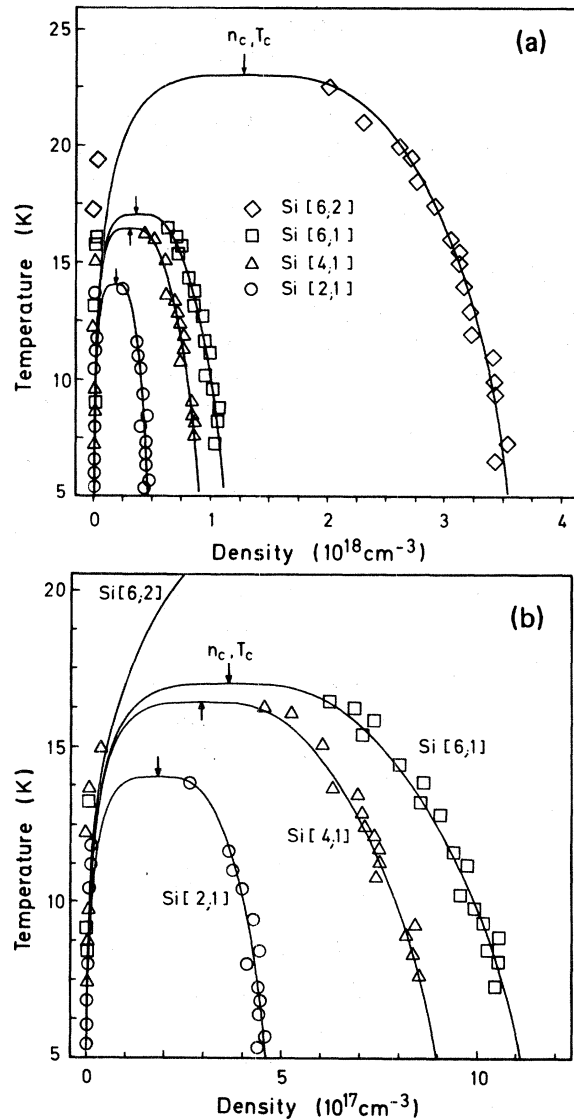 (a)
25
n_c, T_c
20
◇ Si [6,2]
□ Si [6,1]
△ Si [4,1]
○ Si [2,1]
15
10
5
Temperature (K)
0 1 2 3 4
Density (10^18 cm^-3)
(b)
20
Si[6,2]
n_c, T_c
Si [6,1]
15
Si[4,1]
Si[2,1]
10
5
Temperature (K)
0 5 10
Density (10^17 cm^-3)